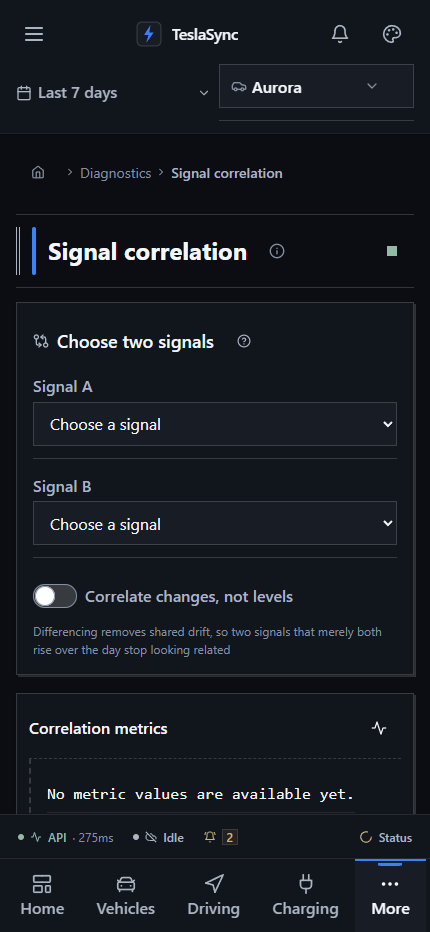 TeslaSync
Last 7 days
Aurora
Diagnostics
Signal correlation
Signal correlation
Choose two signals
Signal A
Choose a signal
Signal B
Choose a signal
Correlate changes, not levels
Differencing removes shared drift, so two signals that merely both
rise over the day stop looking related
Correlation metrics
No metric values are available yet.
API · 275ms
Idle
2
Status
Home
Vehicles
Driving
Charging
More